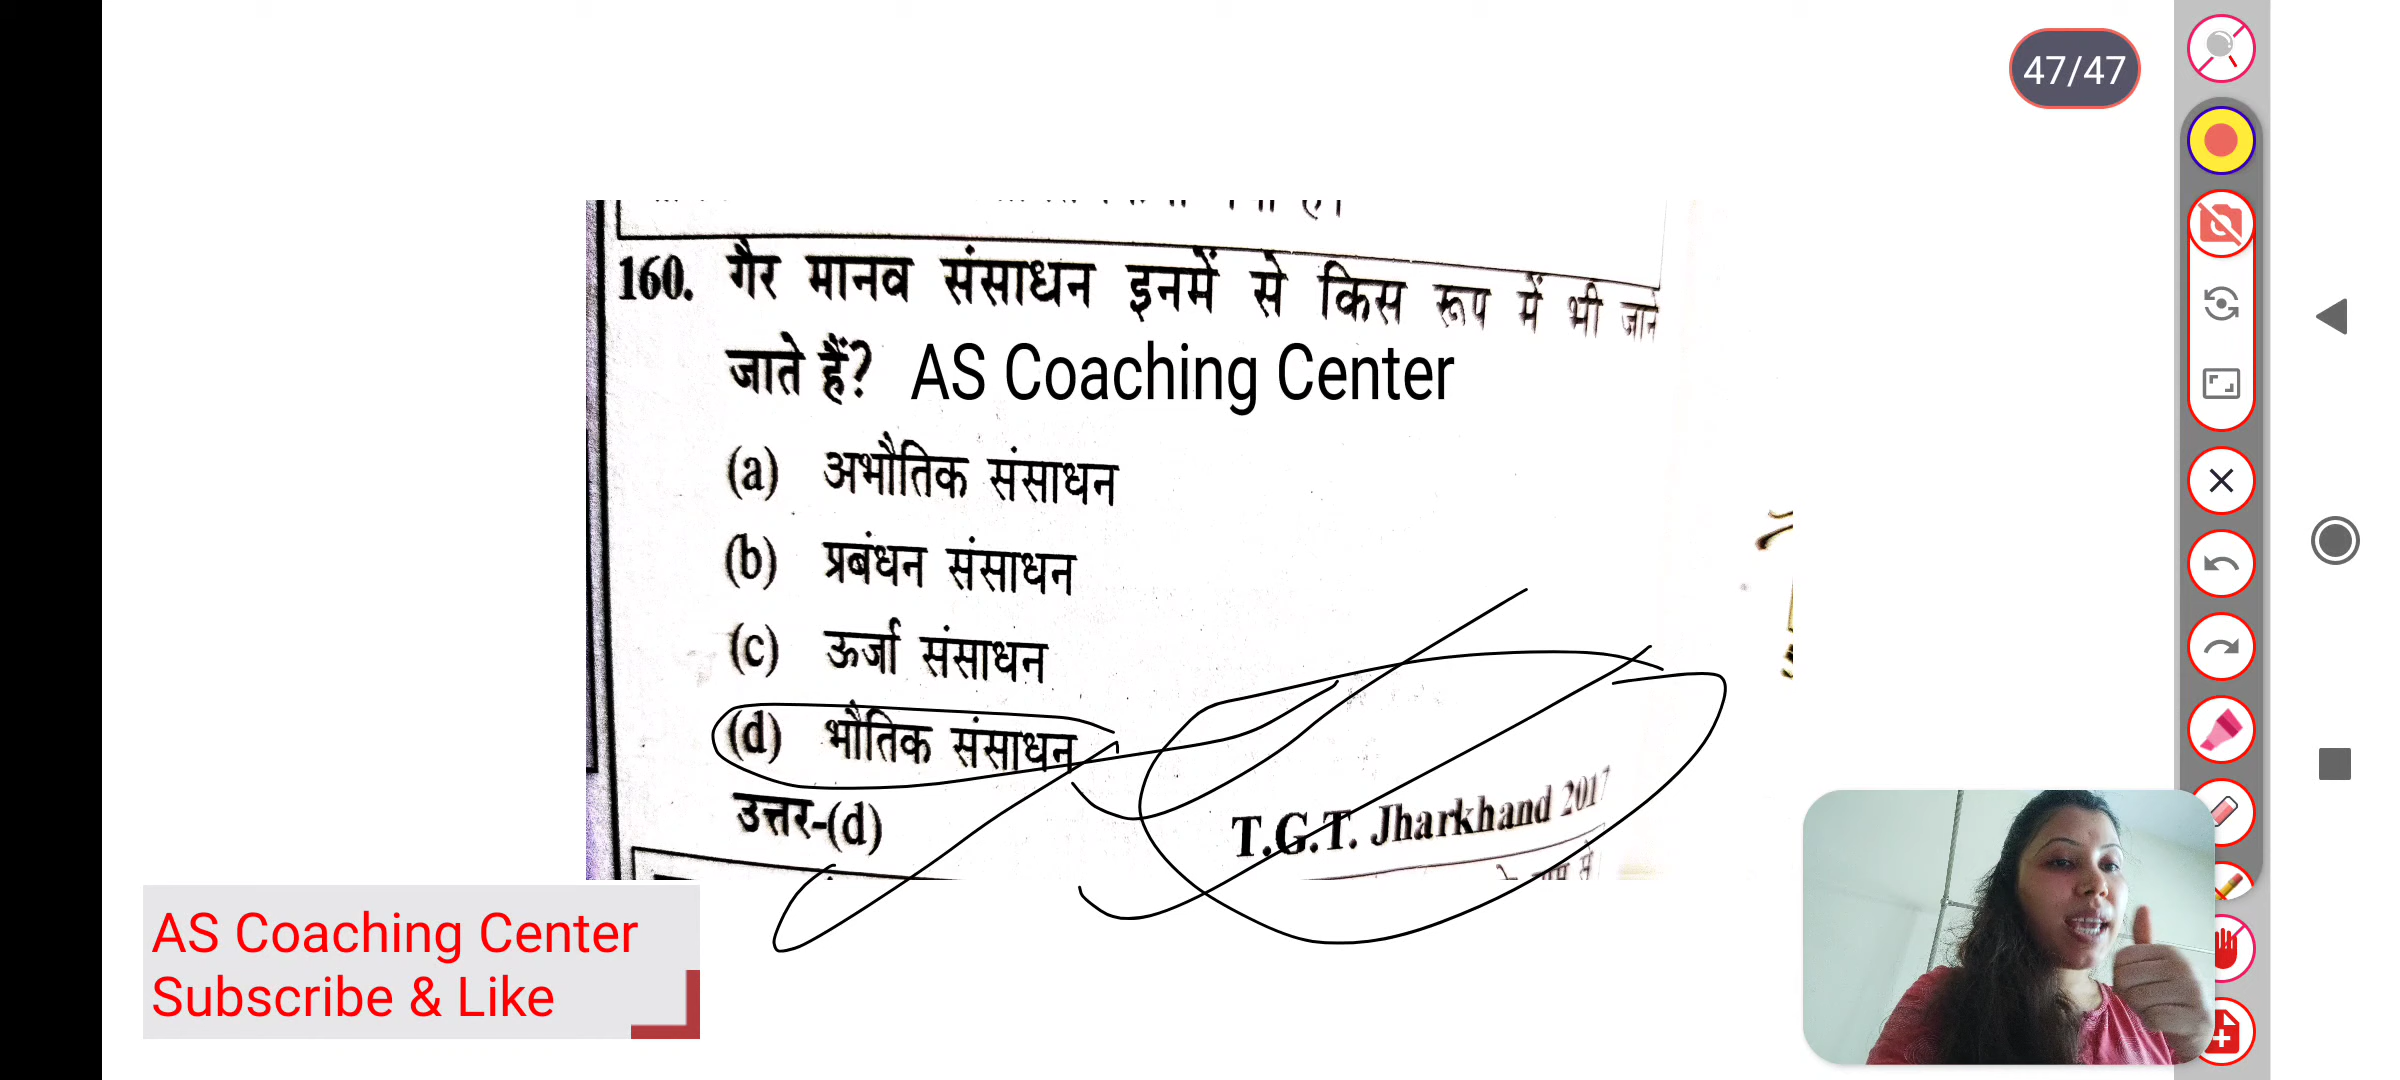 47/47
160. गैर मानव संसाधन इनमें से किस रूप में भी जाने
जाते हैं? AS Coaching Center
(a) अभौतिक संसाधन
(b) प्रबंधन संसाधन
(c) ऊर्जा संसाधन
(d) भौतिक संसाधन
उत्तर-(d)
T.G.T. Jharkhand 2017
AS Coaching Center
Subscribe & Like